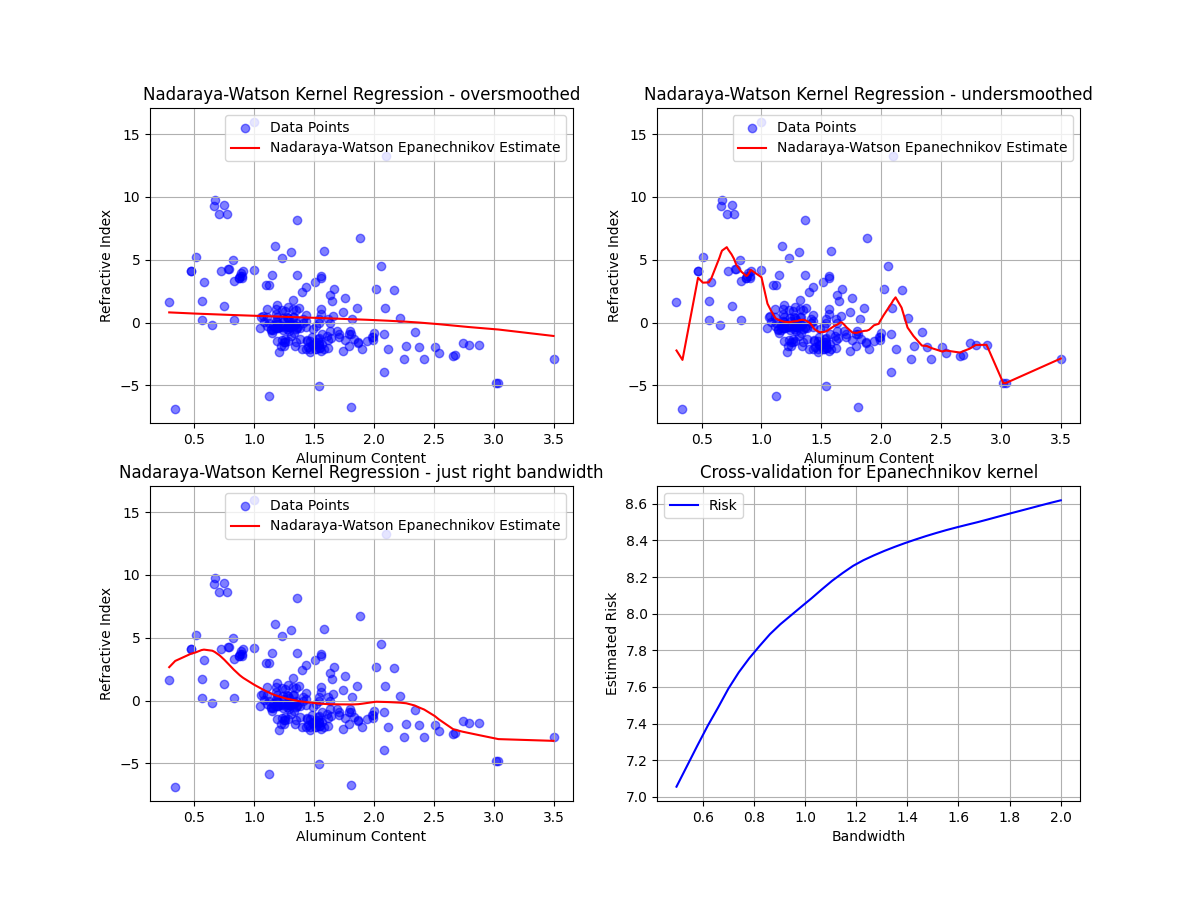 Nadaraya-Watson Kernel Regression - oversmoothed
Data Points
Nadaraya-Watson Epanechnikov Estimate
15
10
5
0
−5
Refractive Index
0.5 1.0 1.5 2.0 2.5 3.0 3.5
Aluminum Content
Nadaraya-Watson Kernel Regression - undersmoothed
Data Points
Nadaraya-Watson Epanechnikov Estimate
15
10
5
0
−5
Refractive Index
0.5 1.0 1.5 2.0 2.5 3.0 3.5
Aluminum Content
Nadaraya-Watson Kernel Regression - just right bandwidth
Data Points
Nadaraya-Watson Epanechnikov Estimate
15
10
5
0
−5
Refractive Index
0.5 1.0 1.5 2.0 2.5 3.0 3.5
Aluminum Content
Cross-validation for Epanechnikov kernel
Risk
8.6
8.4
8.2
8.0
7.8
7.6
7.4
7.2
7.0
Estimated Risk
0.6 0.8 1.0 1.2 1.4 1.6 1.8 2.0
Bandwidth